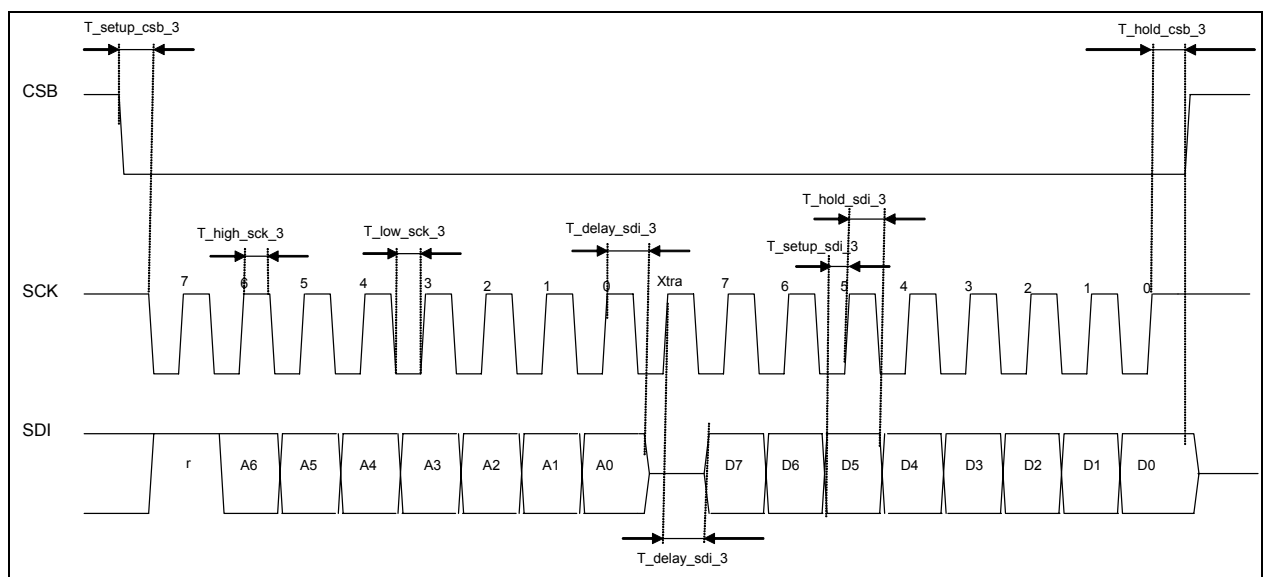 T_setup_csb_3
T_hold_csb_3
CSB
T_hold_sdi_3
T_high_sck_3
T_low_sck_3
T_delay_sdi_3
T_setup_sdi_3
SCK
7 6 5 4 3 2 1 0 Xtra 7 6 5 4 3 2 1 0
SDI
r A6 A5 A4 A3 A2 A1 A0 D7 D6 D5 D4 D3 D2 D1 D0
T_delay_sdi_3